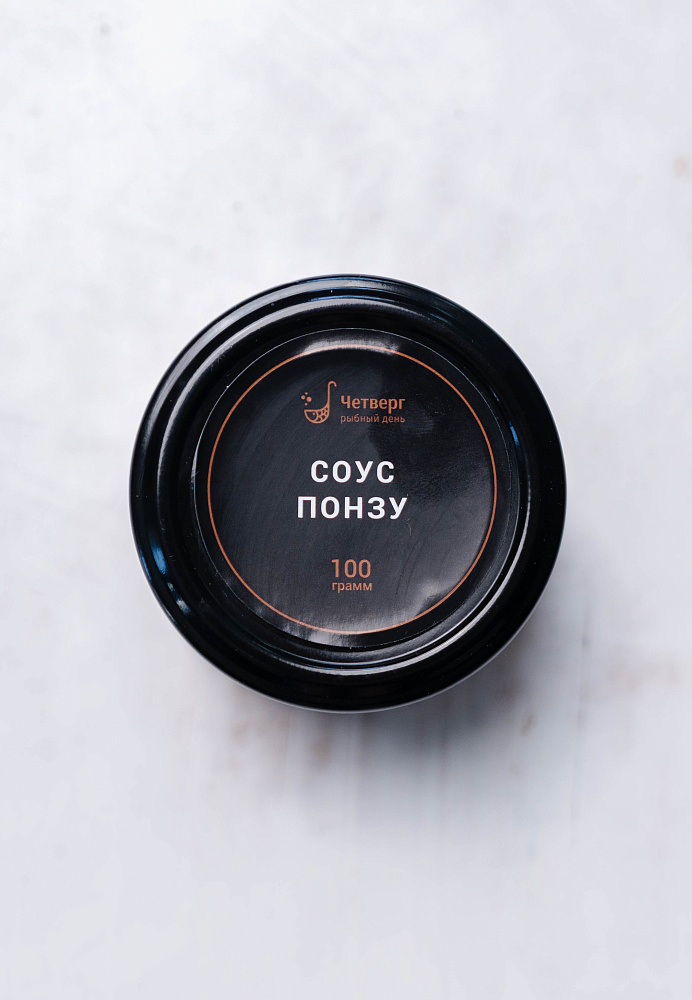 Четверг
рыбный день
СОУС
ПОНЗУ
100
грамм